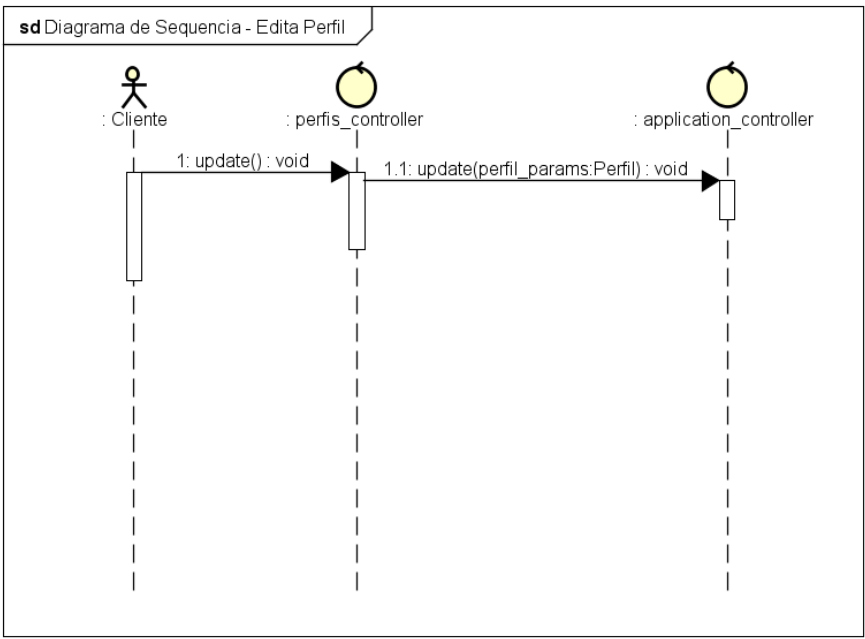 sd Diagrama de Sequencia - Edita Perfil
: Cliente
: perfis_controller
: application_controller
1: update() : void
1.1: update(perfil_params:Perfil) : void